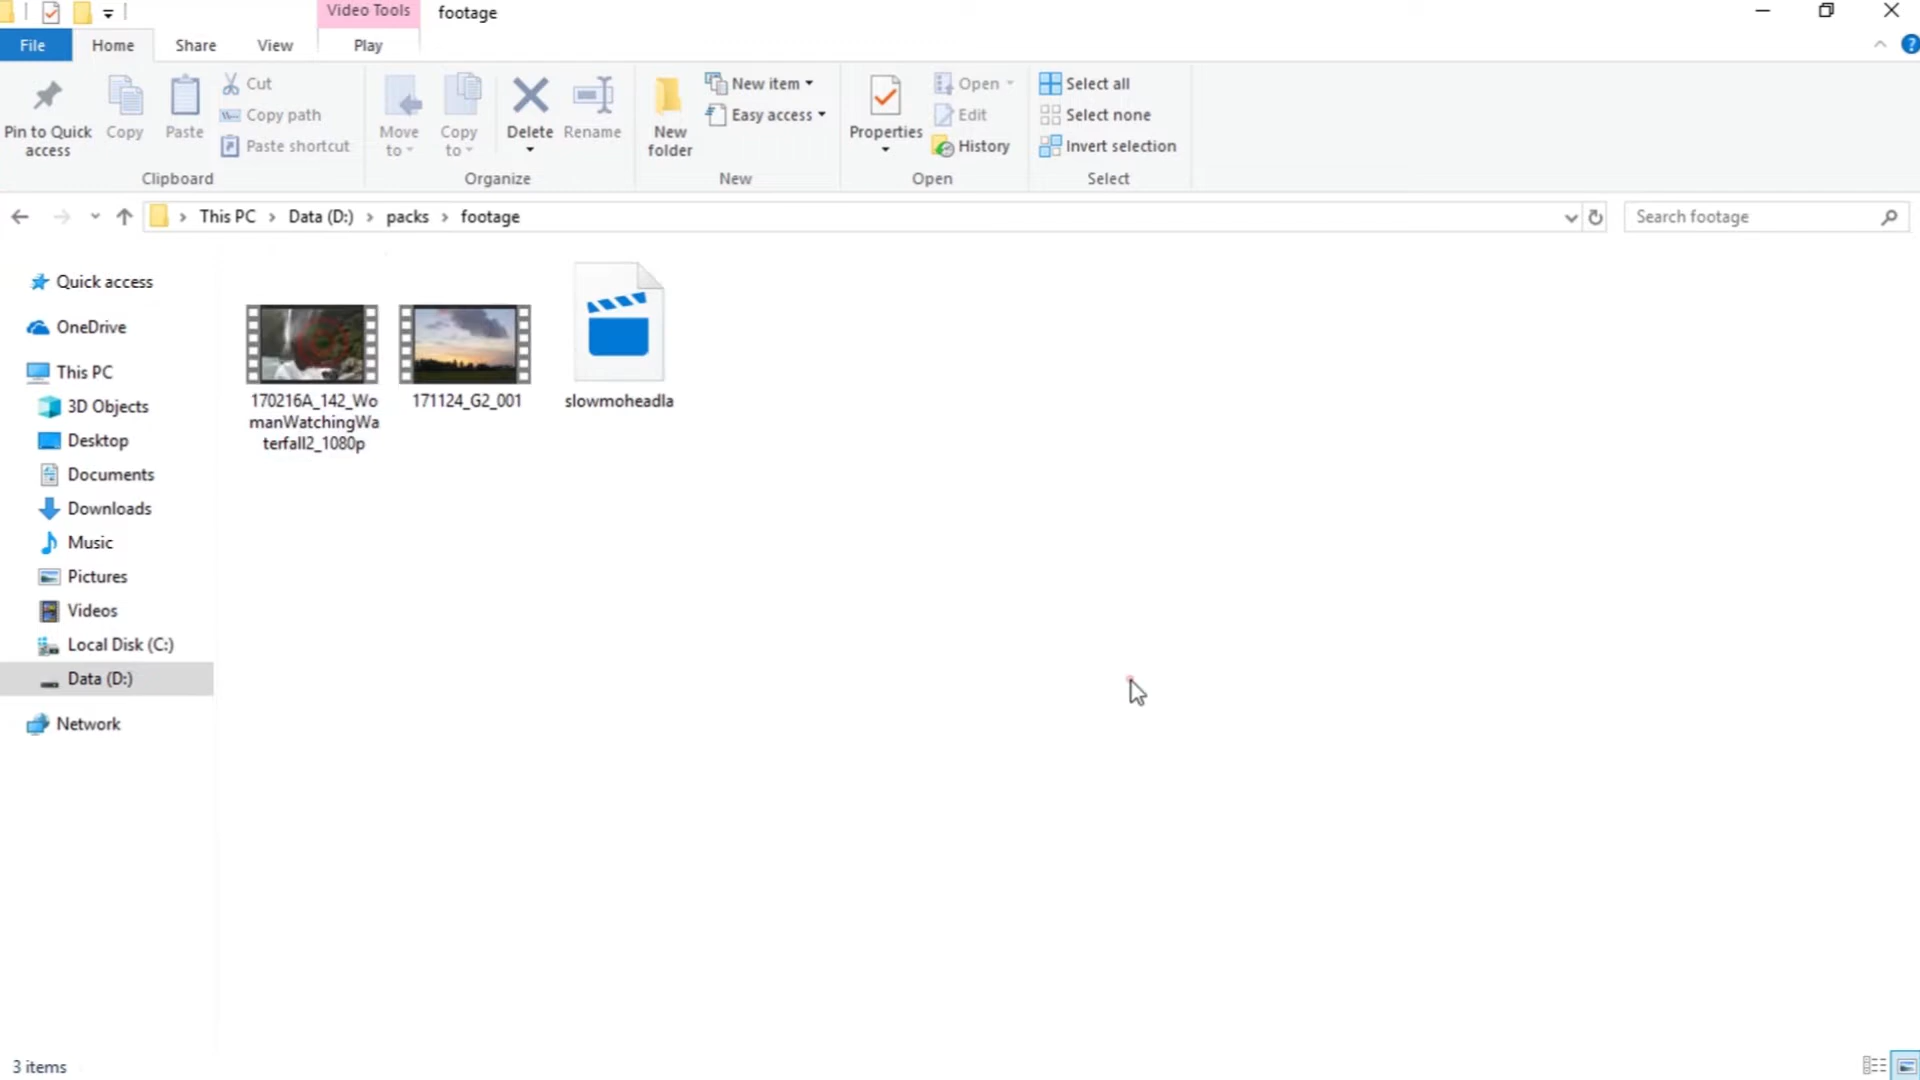 Video Tools footage
File Home Share View Play
Pin to Quick access
Copy
Paste
Cut
Copy path
Paste shortcut
Clipboard
Move to
Copy to
Delete
Rename
Organize
New folder
New item
Easy access
New
Properties
Open
Edit
History
Open
Select all
Select none
Invert selection
Select
This PC > Data (D:) > packs > footage
Search footage
Quick access
OneDrive
This PC
3D Objects
Desktop
Documents
Downloads
Music
Pictures
Videos
Local Disk (C:)
Data (D:)
Network
170216A_142_Wo
manWatchingWa
terfall2_1080p
171124_G2_001
slowmoheadla
3 items